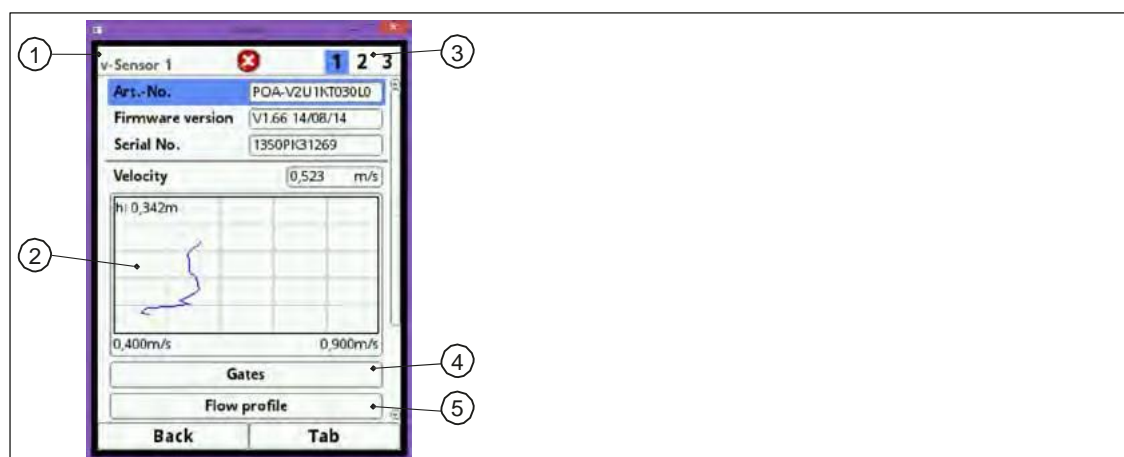 1
v-Sensor 1
1 2 3
3
Art.-No.
POA-V2U1KT030L0
Firmware version
V1.66 14/08/14
Serial No.
1350PK31269
Velocity
0,523 m/s
h: 0,342m
2
0,400m/s
0,900m/s
Gates
4
Flow profile
5
Back
Tab